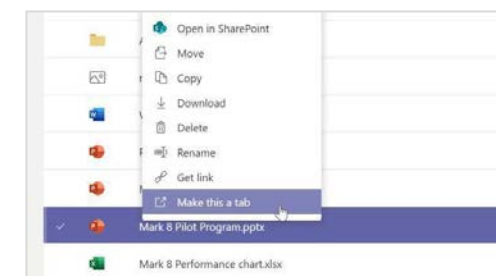 Open in SharePoint
Move
Copy
Download
Delete
Rename
Get link
Make this a tab
Mark 8 Pilot Program.pptx
Mark 8 Performance chart.xlsx